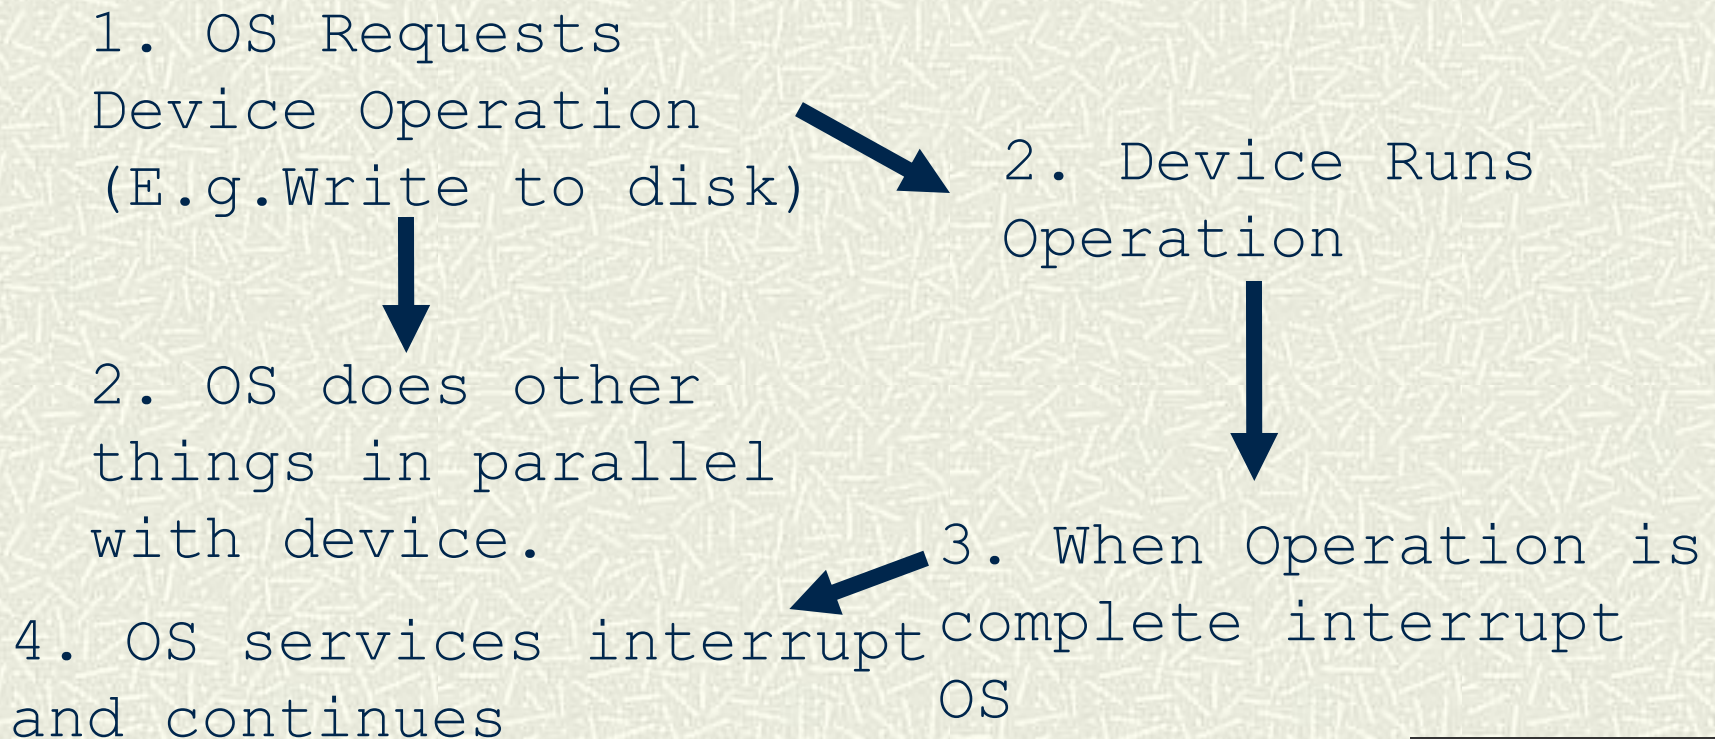 1. OS Requests
Device Operation
(E.g.Write to disk)
2. Device Runs
Operation
2. OS does other
things in parallel
with device.
3. When Operation is
complete interrupt
OS
4. OS services interrupt
and continues